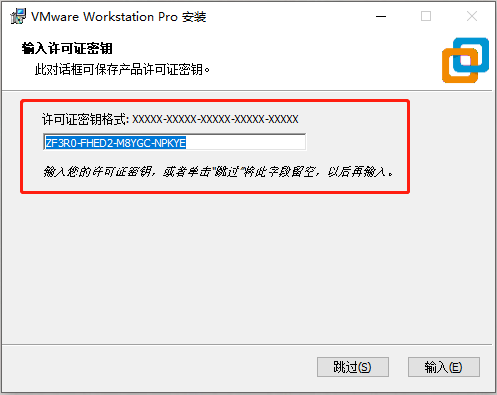 VMware Workstation Pro 安装
输入许可证密钥
此对话框可保存产品许可证密钥。
许可证密钥格式: XXXXX-XXXXX-XXXXX-XXXXX-XXXXX
ZF3R0-FHED2-M8YGC-NPKYE
输入您的许可证密钥，或者单击"跳过"将此字段留空，以后再输入。
跳过(S)
输入(E)